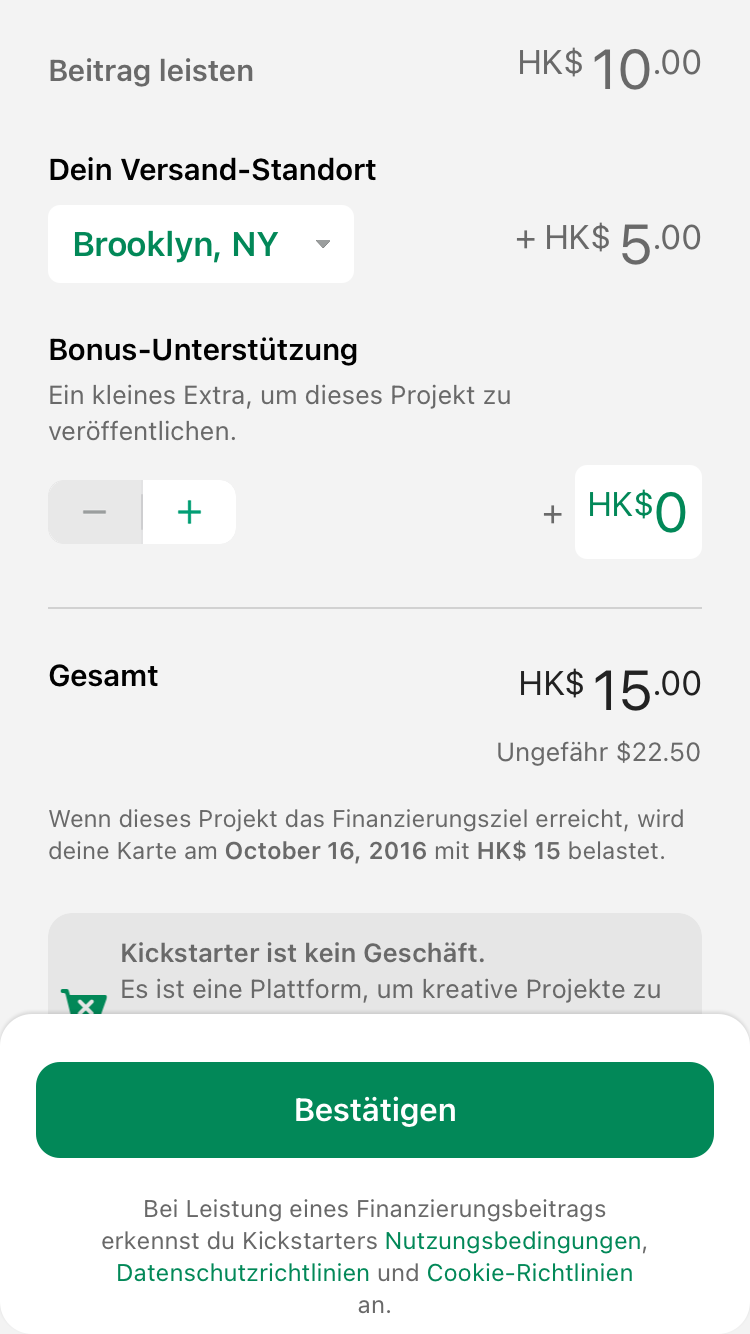 Beitrag leisten HK$ 10.00
Dein Versand-Standort
Brooklyn, NY + HK$ 5.00
Bonus-Unterstützung
Ein kleines Extra, um dieses Projekt zu
veröffentlichen.
− + + HK$0
Gesamt HK$ 15.00
Ungefähr $22.50
Wenn dieses Projekt das Finanzierungsziel erreicht, wird
deine Karte am October 16, 2016 mit HK$ 15 belastet.
Kickstarter ist kein Geschäft.
Es ist eine Plattform, um kreative Projekte zu
Bestätigen
Bei Leistung eines Finanzierungsbeitrags
erkennst du Kickstarters Nutzungsbedingungen,
Datenschutzrichtlinien und Cookie-Richtlinien
an.